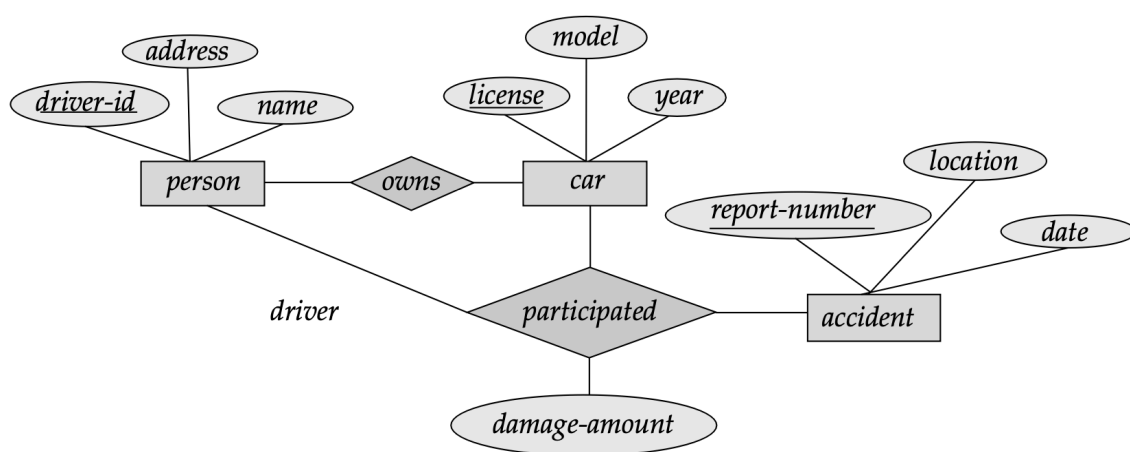 model
address
driver-id
name
license
year
location
person
owns
car
report-number
date
driver
participated
accident
damage-amount